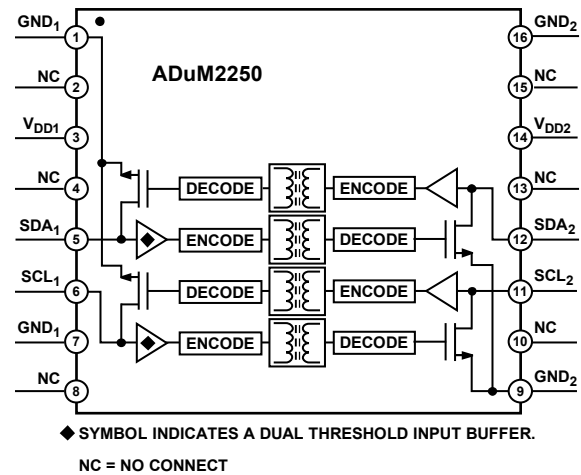 GND1
1
NC
2
VDD1
3
NC
4
SDA1
5
SCL1
6
GND1
7
NC
8
ADuM2250
DECODE ENCODE
ENCODE DECODE
DECODE ENCODE
ENCODE DECODE
GND2
16
NC
15
VDD2
14
NC
13
SDA2
12
SCL2
11
NC
10
GND2
9
◆ SYMBOL INDICATES A DUAL THRESHOLD INPUT BUFFER.
NC = NO CONNECT